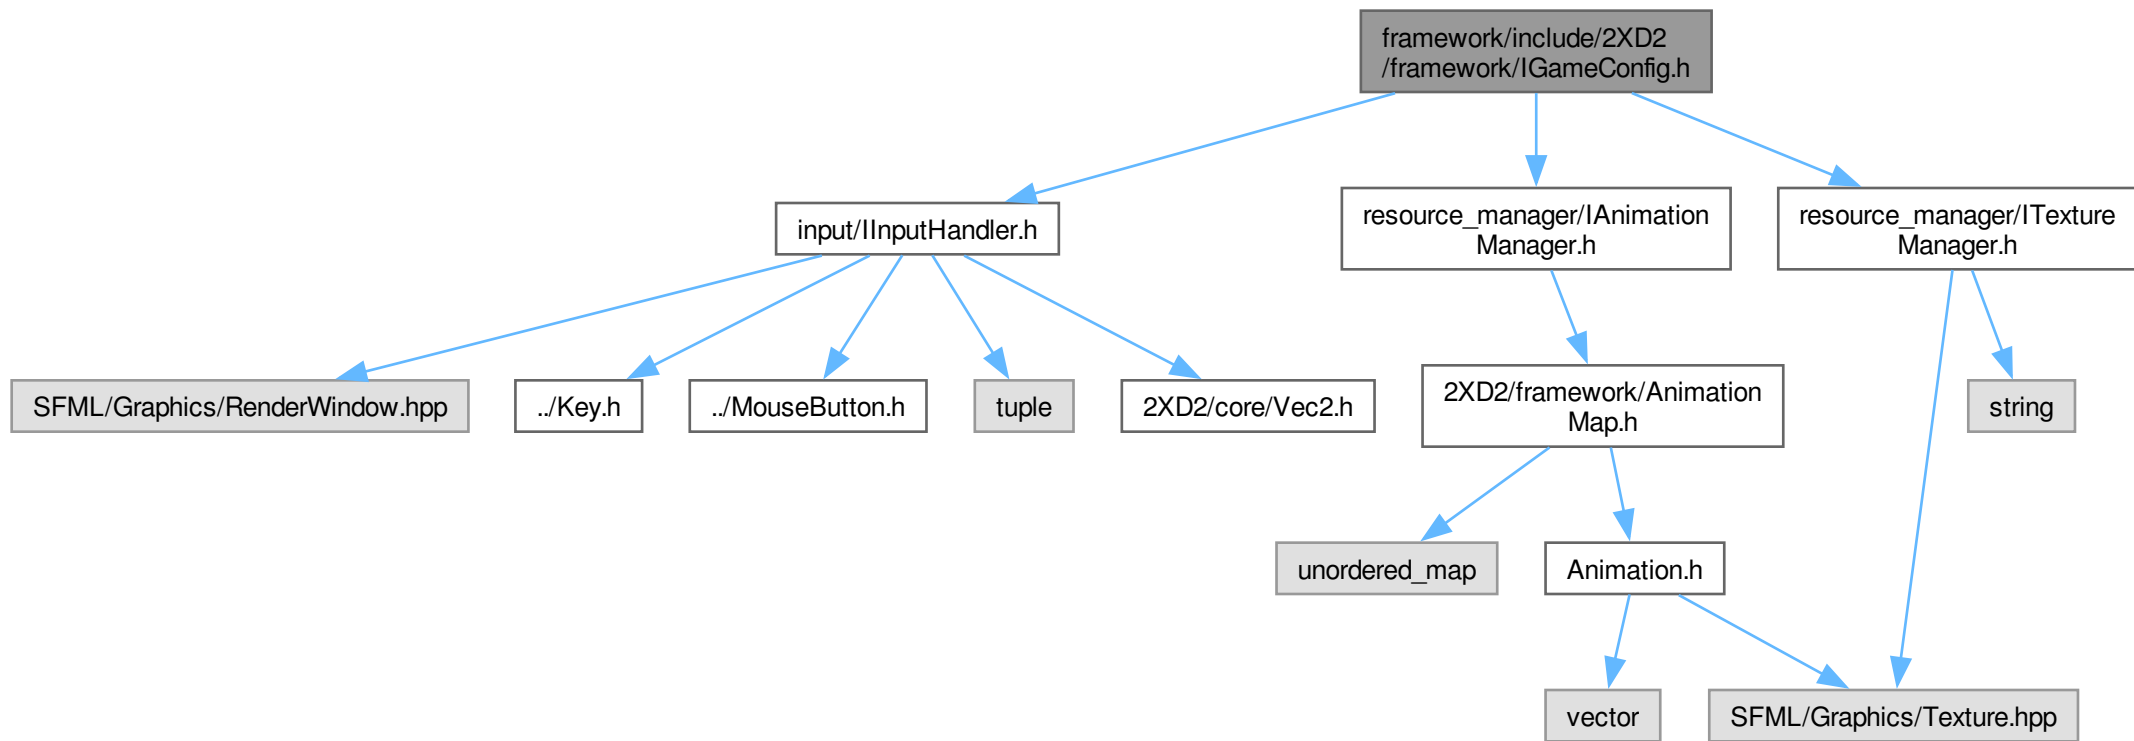 framework/include/2XD2
/framework/IGameConfig.h
input/IInputHandler.h
resource_manager/IAnimation
Manager.h
resource_manager/ITexture
Manager.h
SFML/Graphics/RenderWindow.hpp
../Key.h
../MouseButton.h
tuple
2XD2/core/Vec2.h
2XD2/framework/Animation
Map.h
string
unordered_map
Animation.h
vector
SFML/Graphics/Texture.hpp